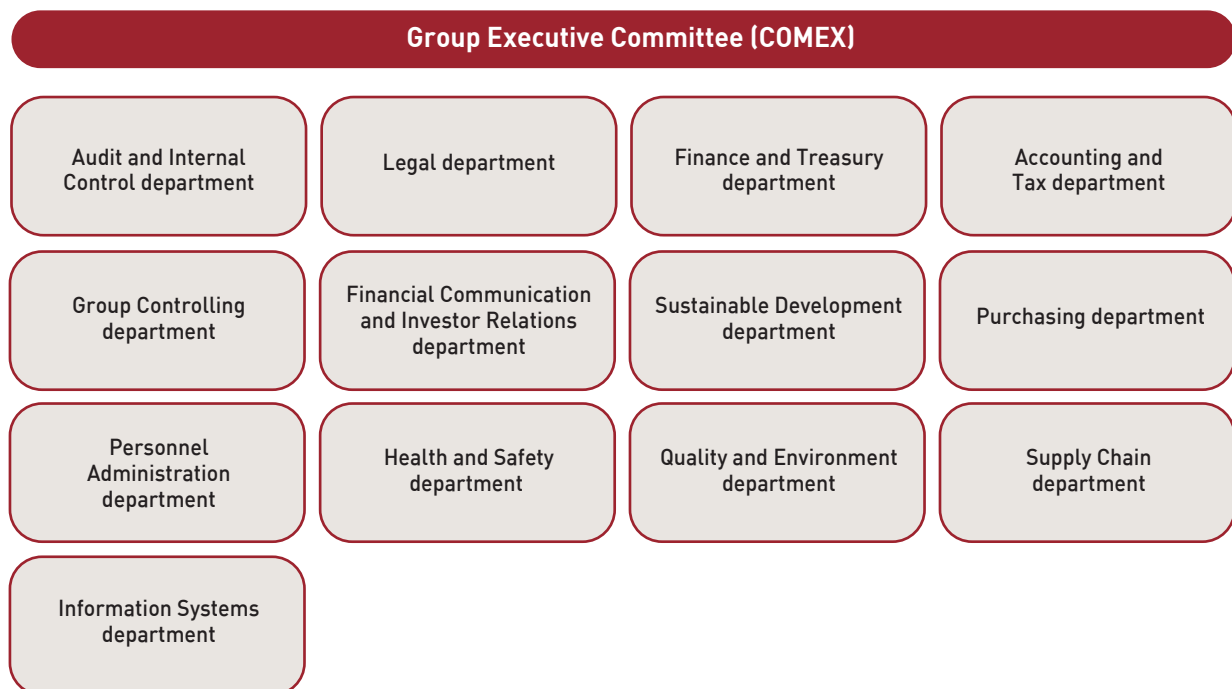 Group Executive Committee (COMEX)
Audit and Internal
Control department
Legal department
Finance and Treasury
department
Accounting and
Tax department
Group Controlling
department
Financial Communication
and Investor Relations
department
Sustainable Development
department
Purchasing department
Personnel
Administration
department
Health and Safety
department
Quality and Environment
department
Supply Chain
department
Information Systems
department